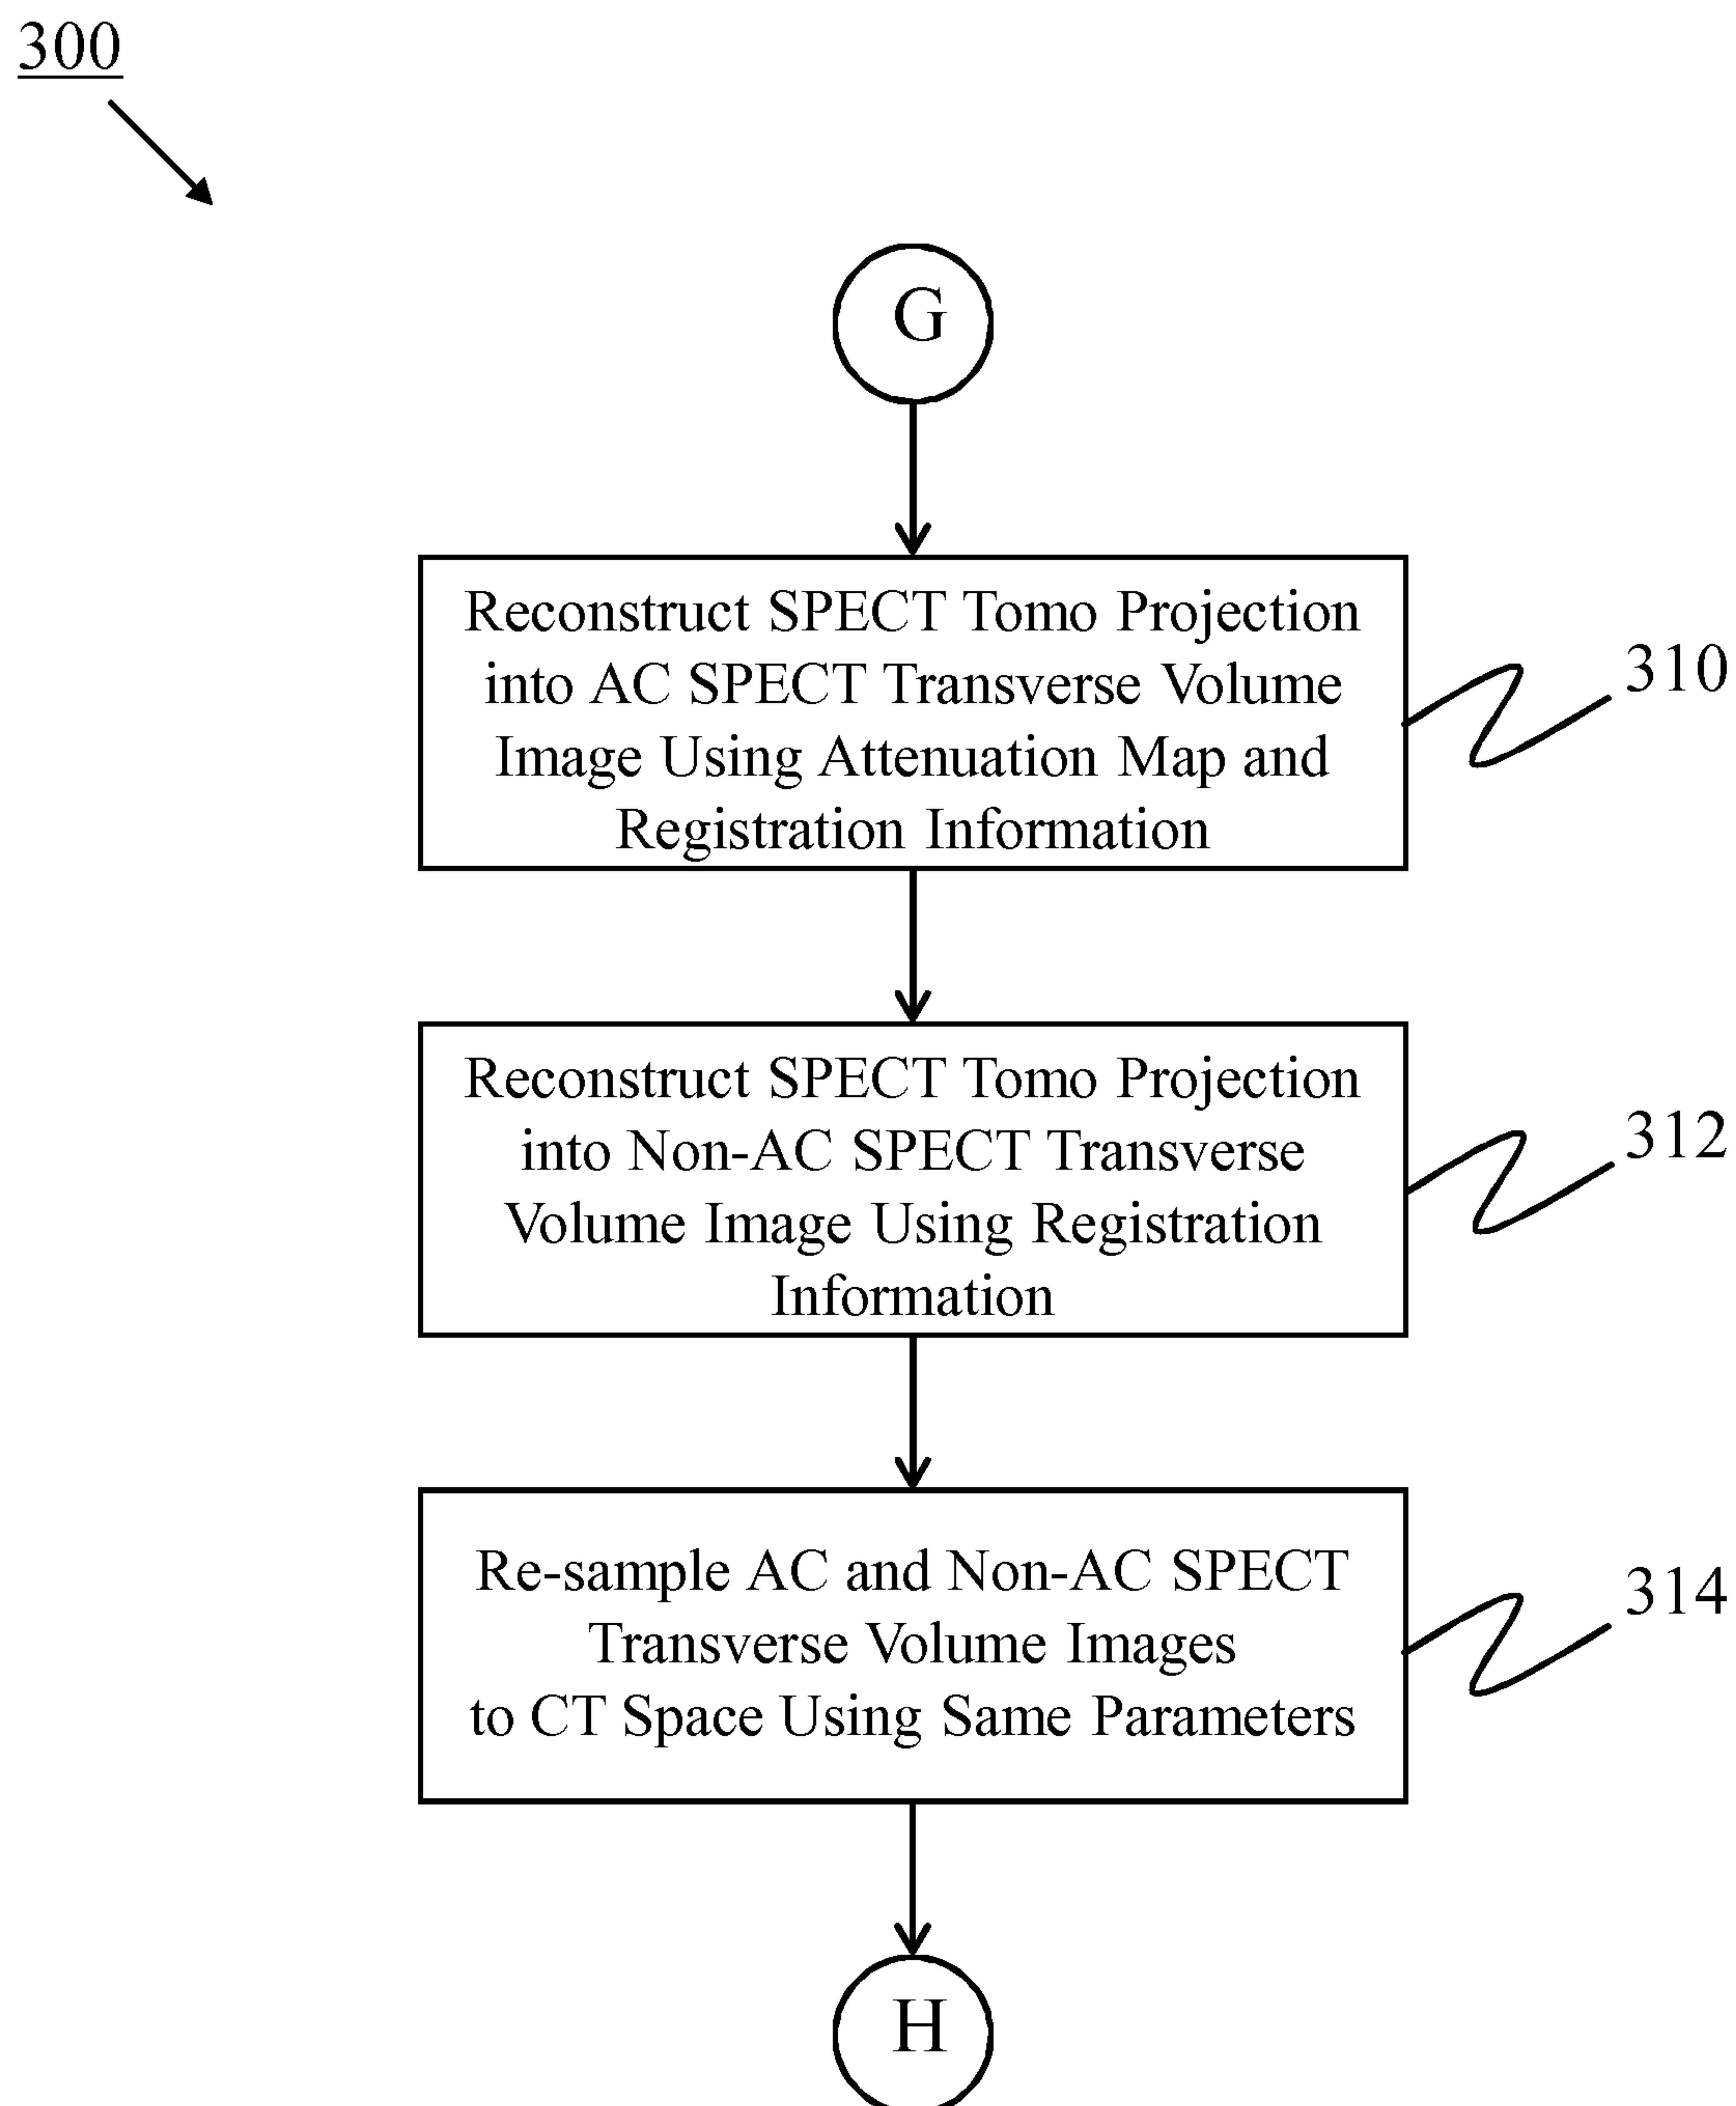 300
G
Reconstruct SPECT Tomo Projection
into AC SPECT Transverse Volume
Image Using Attenuation Map and
Registration Information
310
Reconstruct SPECT Tomo Projection
into Non-AC SPECT Transverse
Volume Image Using Registration
Information
312
Re-sample AC and Non-AC SPECT
Transverse Volume Images
to CT Space Using Same Parameters
314
H